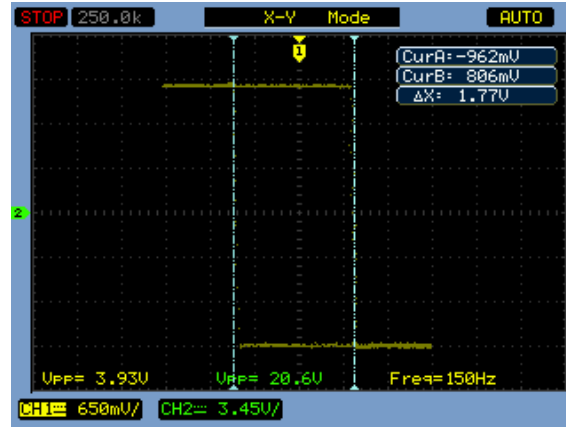 STOP 250.0k X-Y Mode AUTO
1
CurA:-962mV
CurB: 806mV
ΔX: 1.77V
2
VPP= 3.93V VPP= 20.6V Freq=150Hz
CH1 650mV/ CH2 3.45V/